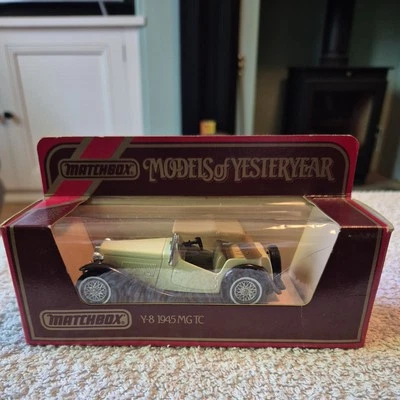 MATCHBOX MODELS of YESTERYEAR
MATCHBOX Y-8 1945 MG TC